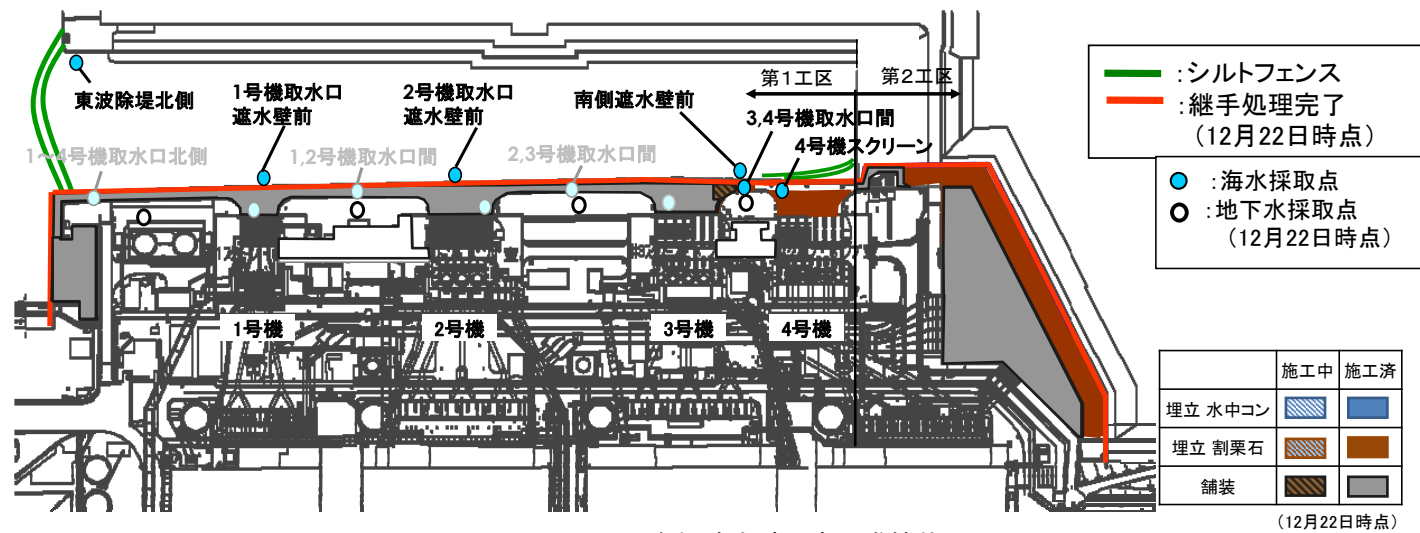 第1工区
第2工区
東波除堤北側
1号機取水口
遮水壁前
2号機取水口
遮水壁前
南側遮水壁前
3,4号機取水口間
4号機スクリーン
1~4号機取水口北側
1,2号機取水口間
2,3号機取水口間
1号機
2号機
3号機
4号機
:シルトフェンス
:継手処理完了
(12月22日時点)
:海水採取点
:地下水採取点
(12月22日時点)
施工中 施工済
埋立 水中コン
埋立 割栗石
舗装
(12月22日時点)